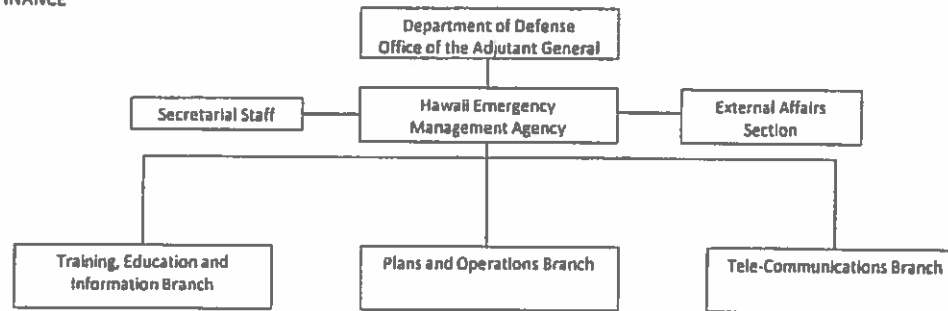 Department of Defense
Office of the Adjutant General
Secretarial Staff
Hawaii Emergency
Management Agency
External Affairs
Section
Training, Education and
Information Branch
Plans and Operations Branch
Tele-Communications Branch